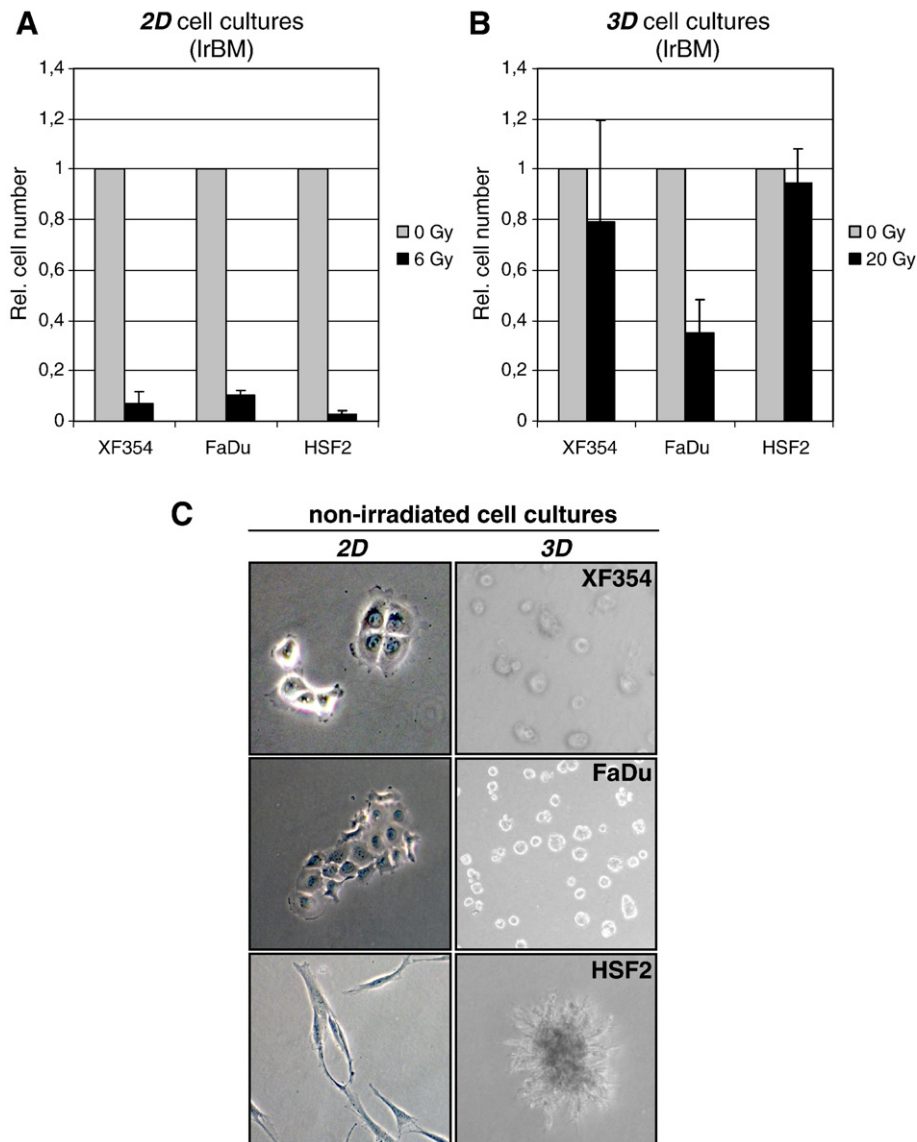 A
2D cell cultures
(lrBM)
1,4
1,2
1
0,8
0,6
0,4
0,2
0
Rel. cell number
XF354 FaDu HSF2
0 Gy
6 Gy
B
3D cell cultures
(lrBM)
1,4
1,2
1
0,8
0,6
0,4
0,2
0
Rel. cell number
XF354 FaDu HSF2
0 Gy
20 Gy
C
non-irradiated cell cultures
2D 3D
XF354
FaDu
HSF2